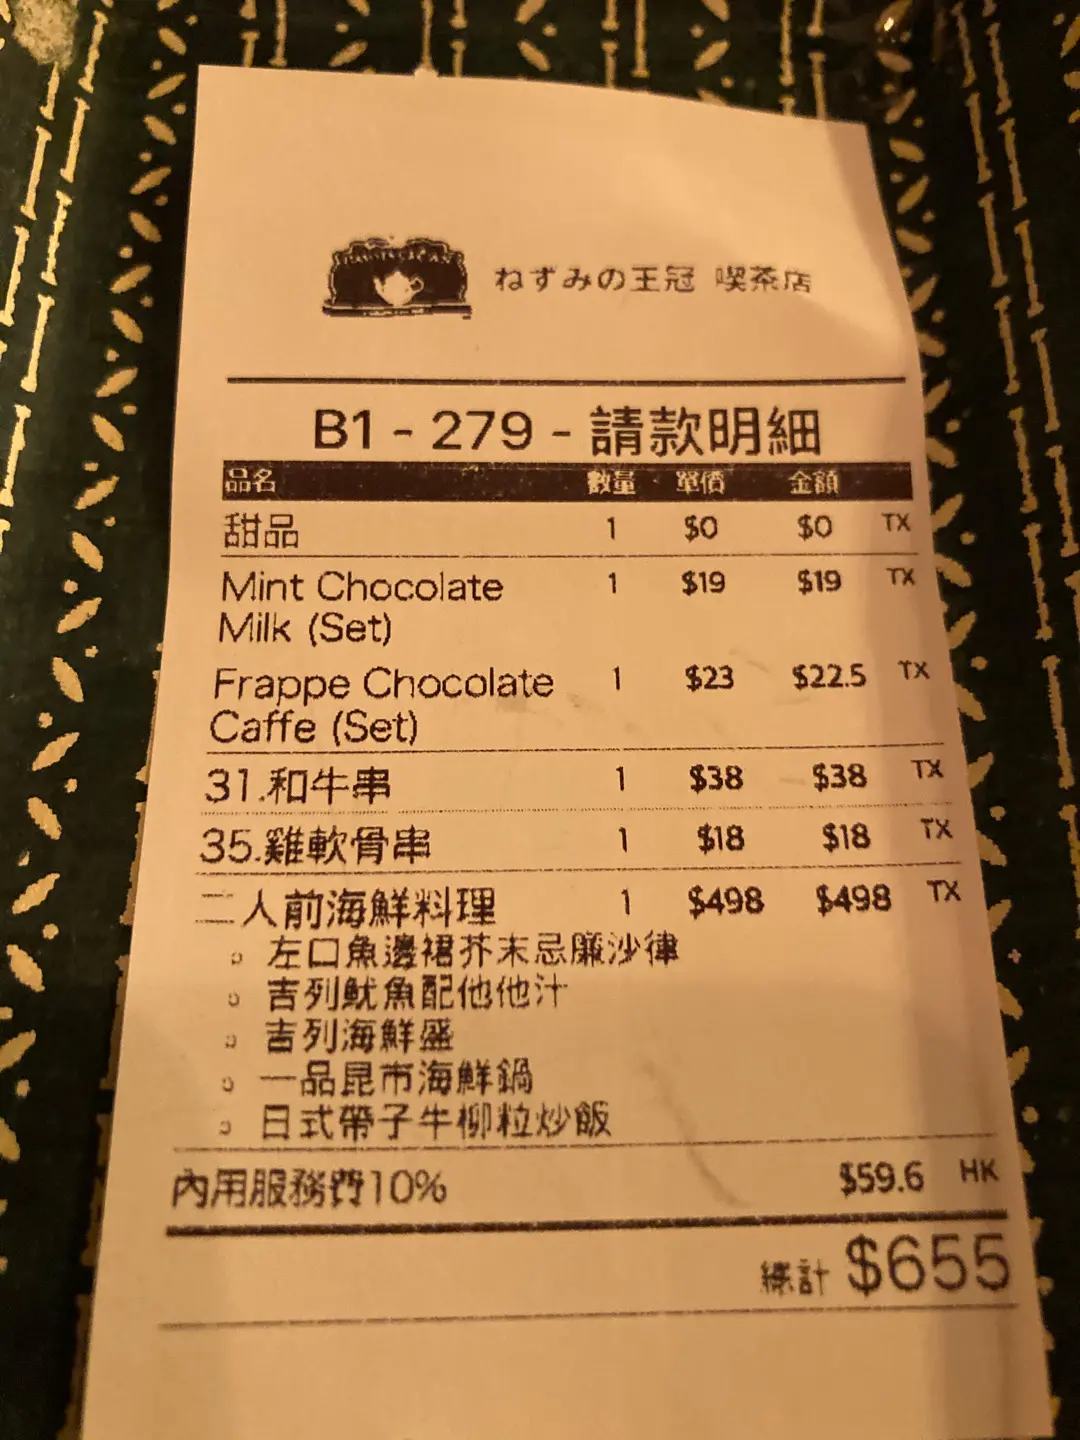 ねずみの王冠 喫茶店
B1 - 279 - 請款明細
品名 數量 單價 金額
甜品 1 $0 $0 TX
Mint Chocolate 1 $19 $19 TX
Milk (Set)
Frappe Chocolate 1 $23 $22.5 TX
Caffe (Set)
31.和牛串 1 $38 $38 TX
35.雞軟骨串 1 $18 $18 TX
二人前海鮮料理 1 $498 $498 TX
左口魚邊裙芥末忌廉沙律
吉列魷魚配他他汁
吉列海鮮盛
一品昆布海鮮鍋
日式帶子牛柳粒炒飯
內用服務費10% $59.6 HK
總計 $655